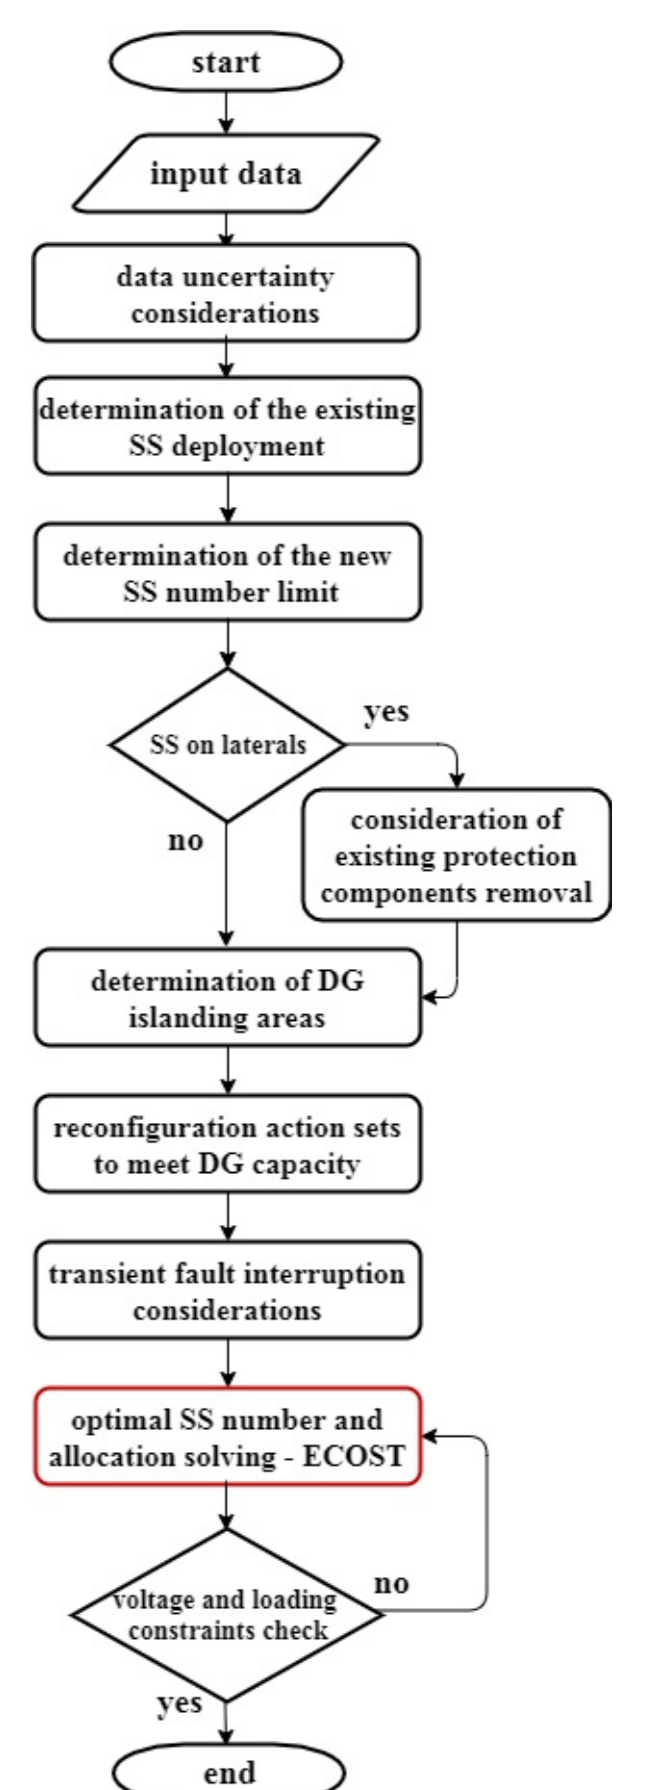 start
input data
data uncertainty
considerations
determination of the existing
SS deployment
determination of the new
SS number limit
SS on laterals
yes
no
consideration of
existing protection
components removal
determination of DG
islanding areas
reconfiguration action sets
to meet DG capacity
transient fault interruption
considerations
optimal SS number and
allocation solving - ECOST
voltage and loading
constraints check
no
yes
end